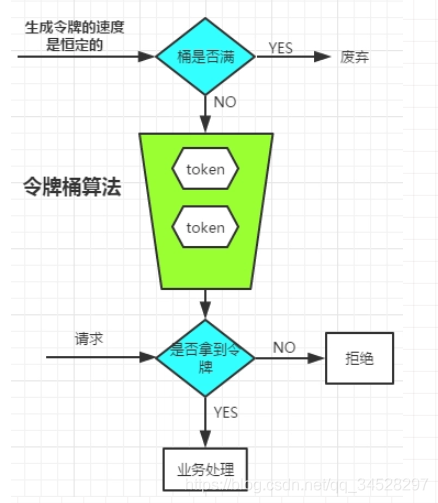 生成令牌的速度
是恒定的
桶是否满
YES
废弃
NO
token
令牌桶算法
token
请求
是否拿到令
牌
NO
拒绝
YES
业务处理
https://blog.csdn.net/qq_34528297